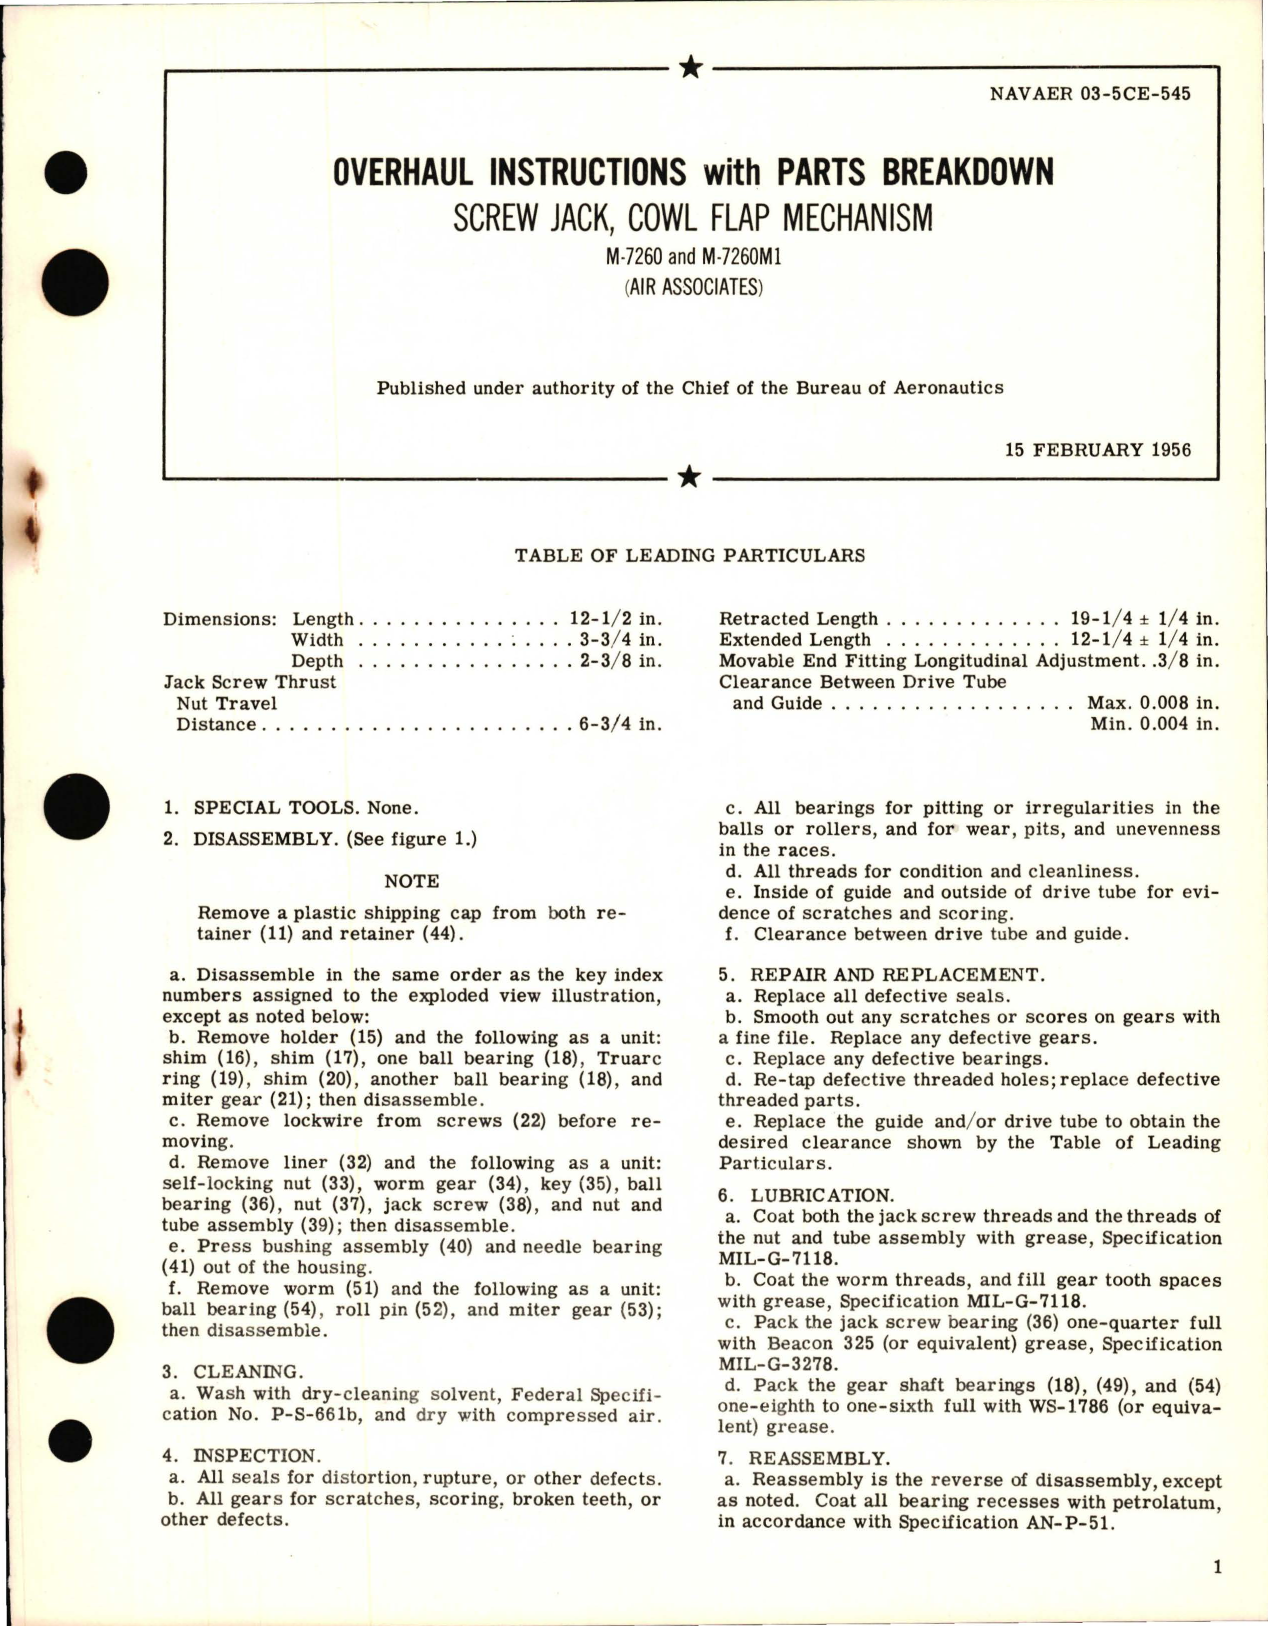 NAVAER 03-5CE-545
OVERHAUL INSTRUCTIONS with PARTS BREAKDOWN
SCREW JACK, COWL FLAP MECHANISM
M-7260 and M-7260M1
(AIR ASSOCIATES)
Published under authority of the Chief of the Bureau of Aeronautics
15 FEBRUARY 1956
TABLE OF LEADING PARTICULARS
Dimensions: Length . . . . . . . . . . . . . . . 12-1/2 in.
Width . . . . . . . . . . . . . . . . 3-3/4 in.
Depth . . . . . . . . . . . . . . . . 2-3/8 in.
Jack Screw Thrust
Nut Travel
Distance . . . . . . . . . . . . . . . . . . . . . . . 6-3/4 in.
Retracted Length . . . . . . . . . . . . . 19-1/4 ± 1/4 in.
Extended Length . . . . . . . . . . . . . 12-1/4 ± 1/4 in.
Movable End Fitting Longitudinal Adjustment. .3/8 in.
Clearance Between Drive Tube
and Guide . . . . . . . . . . . . . . . . . . Max. 0.008 in.
Min. 0.004 in.
1. SPECIAL TOOLS. None.
2. DISASSEMBLY. (See figure 1.)
NOTE
Remove a plastic shipping cap from both re-
tainer (11) and retainer (44).
a. Disassemble in the same order as the key index
numbers assigned to the exploded view illustration,
except as noted below:
b. Remove holder (15) and the following as a unit:
shim (16), shim (17), one ball bearing (18), Truarc
ring (19), shim (20), another ball bearing (18), and
miter gear (21); then disassemble.
c. Remove lockwire from screws (22) before re-
moving.
d. Remove liner (32) and the following as a unit:
self-locking nut (33), worm gear (34), key (35), ball
bearing (36), nut (37), jack screw (38), and nut and
tube assembly (39); then disassemble.
e. Press bushing assembly (40) and needle bearing
(41) out of the housing.
f. Remove worm (51) and the following as a unit:
ball bearing (54), roll pin (52), and miter gear (53);
then disassemble.
3. CLEANING.
a. Wash with dry-cleaning solvent, Federal Specifi-
cation No. P-S-661b, and dry with compressed air.
4. INSPECTION.
a. All seals for distortion, rupture, or other defects.
b. All gears for scratches, scoring, broken teeth, or
other defects.
c. All bearings for pitting or irregularities in the
balls or rollers, and for wear, pits, and unevenness
in the races.
d. All threads for condition and cleanliness.
e. Inside of guide and outside of drive tube for evi-
dence of scratches and scoring.
f. Clearance between drive tube and guide.
5. REPAIR AND REPLACEMENT.
a. Replace all defective seals.
b. Smooth out any scratches or scores on gears with
a fine file. Replace any defective gears.
c. Replace any defective bearings.
d. Re-tap defective threaded holes; replace defective
threaded parts.
e. Replace the guide and/or drive tube to obtain the
desired clearance shown by the Table of Leading
Particulars.
6. LUBRICATION.
a. Coat both the jack screw threads and the threads of
the nut and tube assembly with grease, Specification
MIL-G-7118.
b. Coat the worm threads, and fill gear tooth spaces
with grease, Specification MIL-G-7118.
c. Pack the jack screw bearing (36) one-quarter full
with Beacon 325 (or equivalent) grease, Specification
MIL-G-3278.
d. Pack the gear shaft bearings (18), (49), and (54)
one-eighth to one-sixth full with WS-1786 (or equiva-
lent) grease.
7. REASSEMBLY.
a. Reassembly is the reverse of disassembly, except
as noted. Coat all bearing recesses with petrolatum,
in accordance with Specification AN-P-51.
1